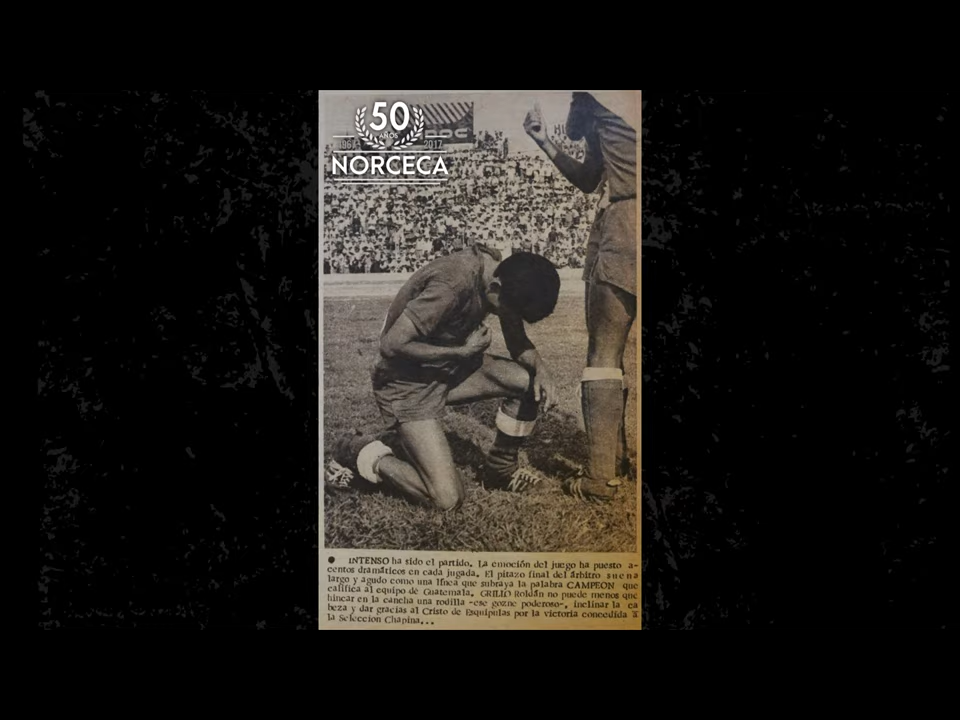 50
AÑOS
1967 2017
NORCECA
INTENSO ha sido el partido. La emoción del juego ha puesto a-
centos dramáticos en cada jugada. El pitazo final del árbitro suena
largo y agudo como una línea que subraya la palabra CAMPEON que
califica al equipo de Guatemala. GRILLO Roldán no puede menos que
hincar en la cancha una rodilla -ese gozne poderoso-, inclinar la ca
beza y dar gracias al Cristo de Esquipulas por la victoria concedida a
la Selección Chapina...